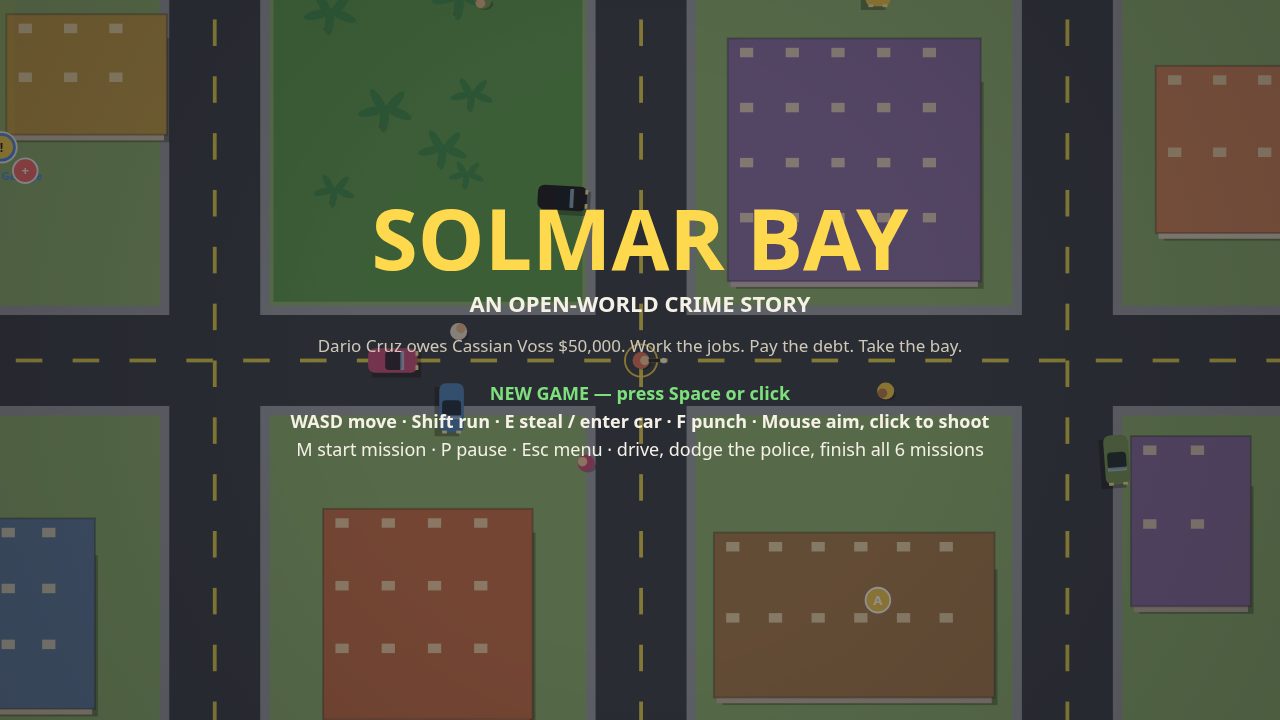 SOLMAR BAY
AN OPEN-WORLD CRIME STORY
Dario Cruz owes Cassian Voss $50,000. Work the jobs. Pay the debt. Take the bay.
NEW GAME — press Space or click
WASD move · Shift run · E steal / enter car · F punch · Mouse aim, click to shoot
M start mission · P pause · Esc menu · drive, dodge the police, finish all 6 missions
!
+
A